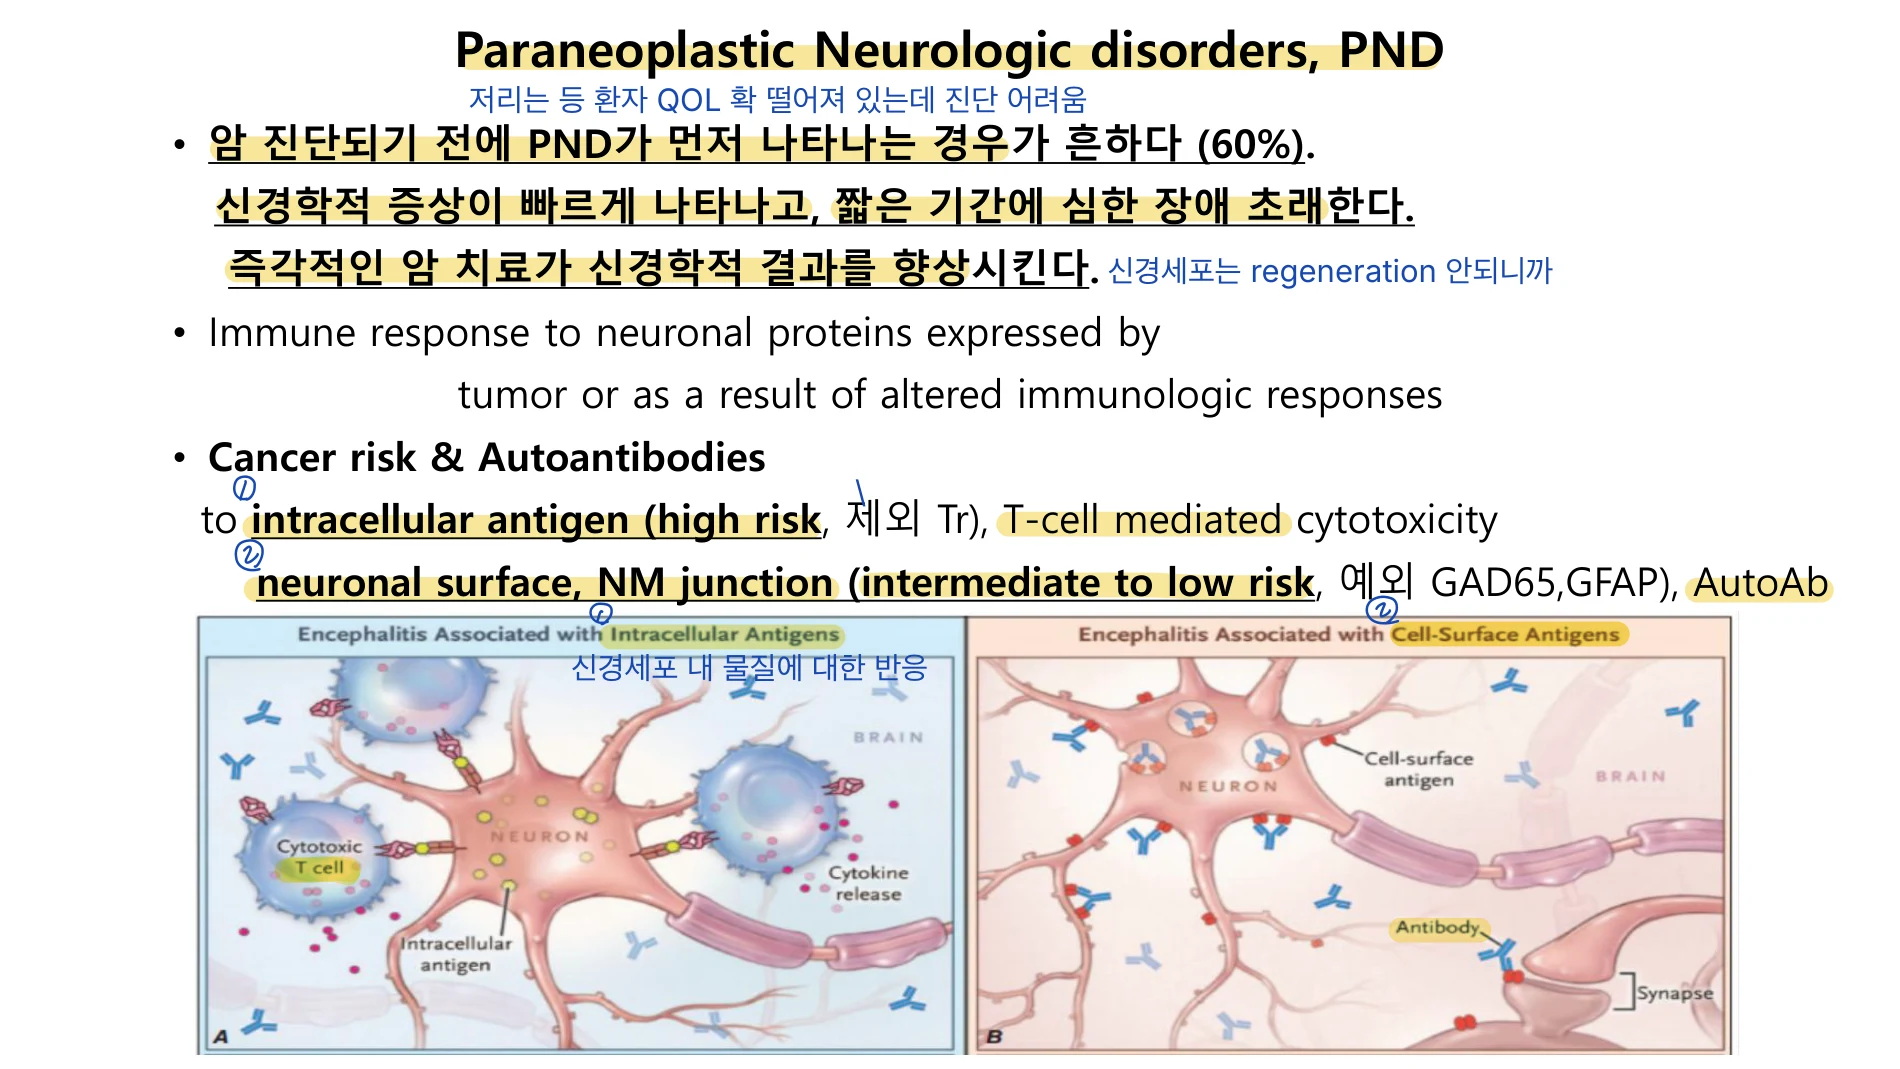 Paraneoplastic Neurologic disorders, PND
저리는 등 환자 QOL 확 떨어져 있는데 진단 어려움
• 암 진단되기 전에 PND가 먼저 나타나는 경우가 흔하다 (60%).
신경학적 증상이 빠르게 나타나고, 짧은 기간에 심한 장애 초래한다.
즉각적인 암 치료가 신경학적 결과를 향상시킨다. 신경세포는 regeneration 안되니까
• Immune response to neuronal proteins expressed by
tumor or as a result of altered immunologic responses
• Cancer risk & Autoantibodies
①
to intracellular antigen (high risk, 제외 Tr), T-cell mediated cytotoxicity
②
neuronal surface, NM junction (intermediate to low risk, 예외 GAD65,GFAP), AutoAb
① ②
Encephalitis Associated with Intracellular Antigens
신경세포 내 물질에 대한 반응
BRAIN
NEURON
Cytotoxic
T cell
Cytokine
release
Intracellular
antigen
A
Encephalitis Associated with Cell-Surface Antigens
Cell-surface
antigen
BRAIN
NEURON
Antibody
Synapse
B